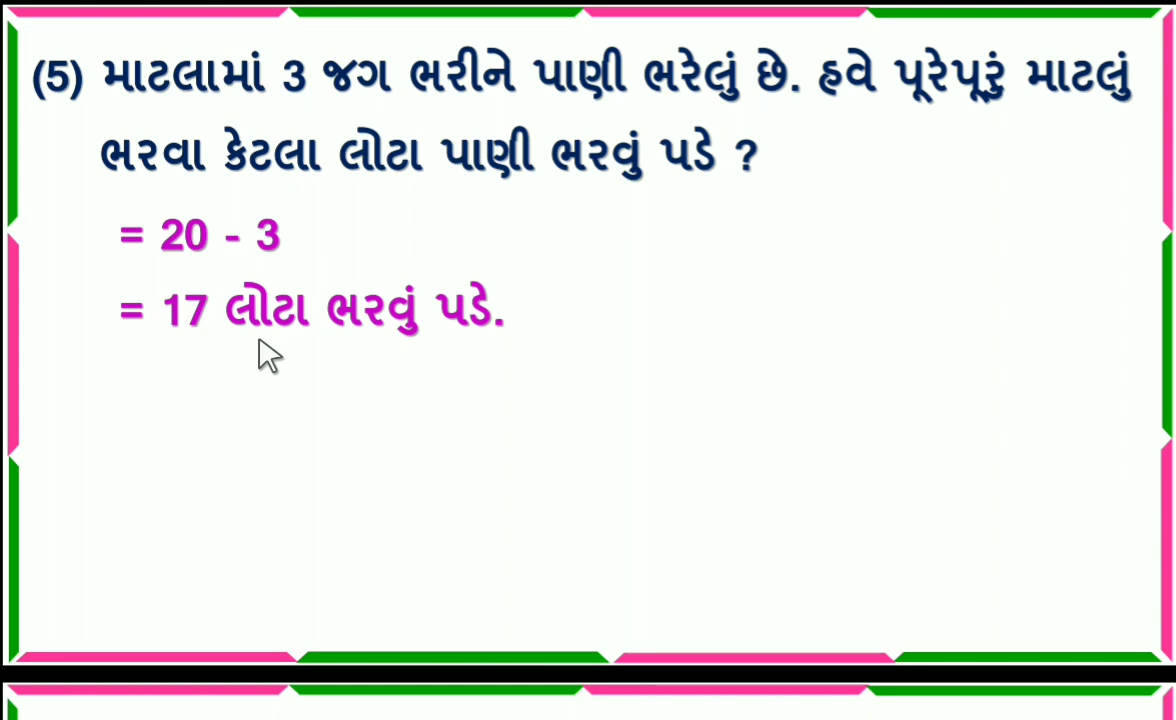 (5) માટલામાં 3 જગ ભરીને પાણી ભરેલું છે. હવે પૂરેપૂરું માટલું
ભરવા કેટલા લોટા પાણી ભરવું પડે ?
= 20 - 3
= 17 લોટા ભરવું પડે.